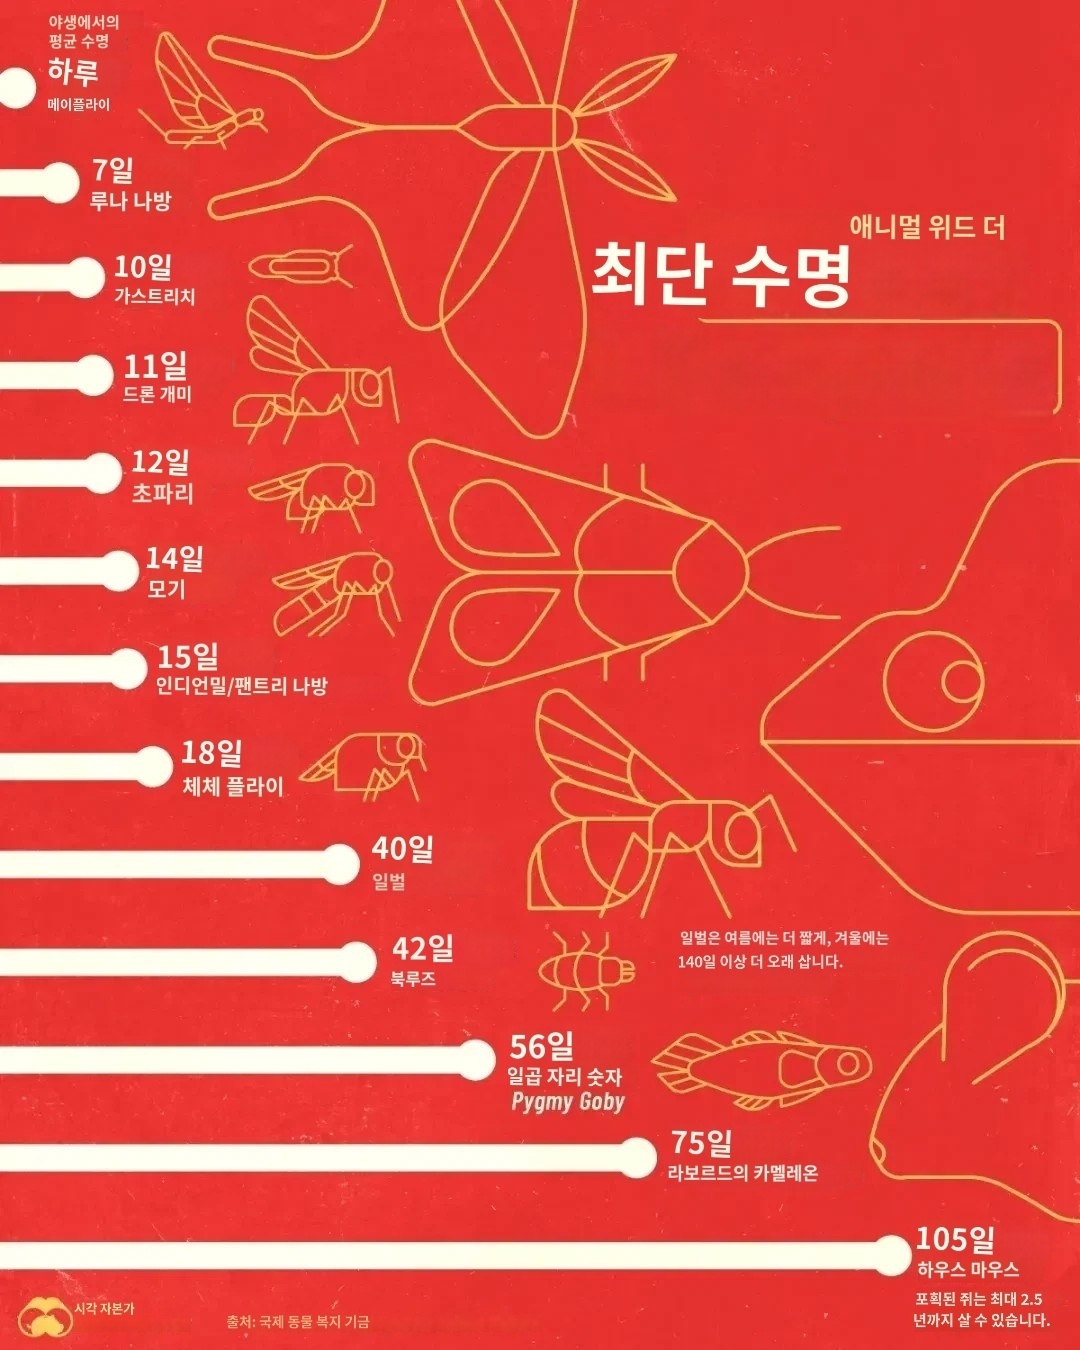 야생에서의
평균 수명
하루
메이플라이
7일
루나 나방
애니멀 위드 더
최단 수명
10일
가스트리치
11일
드론 개미
12일
초파리
14일
모기
15일
인디언밀/팬트리 나방
18일
체체 플라이
40일
일벌
일벌은 여름에는 더 짧게, 겨울에는
140일 이상 더 오래 삽니다.
42일
북루즈
56일
일곱 자리 숫자
Pygmy Goby
75일
라보르드의 카멜레온
105일
하우스 마우스
포획된 쥐는 최대 2.5
년까지 살 수 있습니다.
시각 자본가
출처: 국제 동물 복지 기금